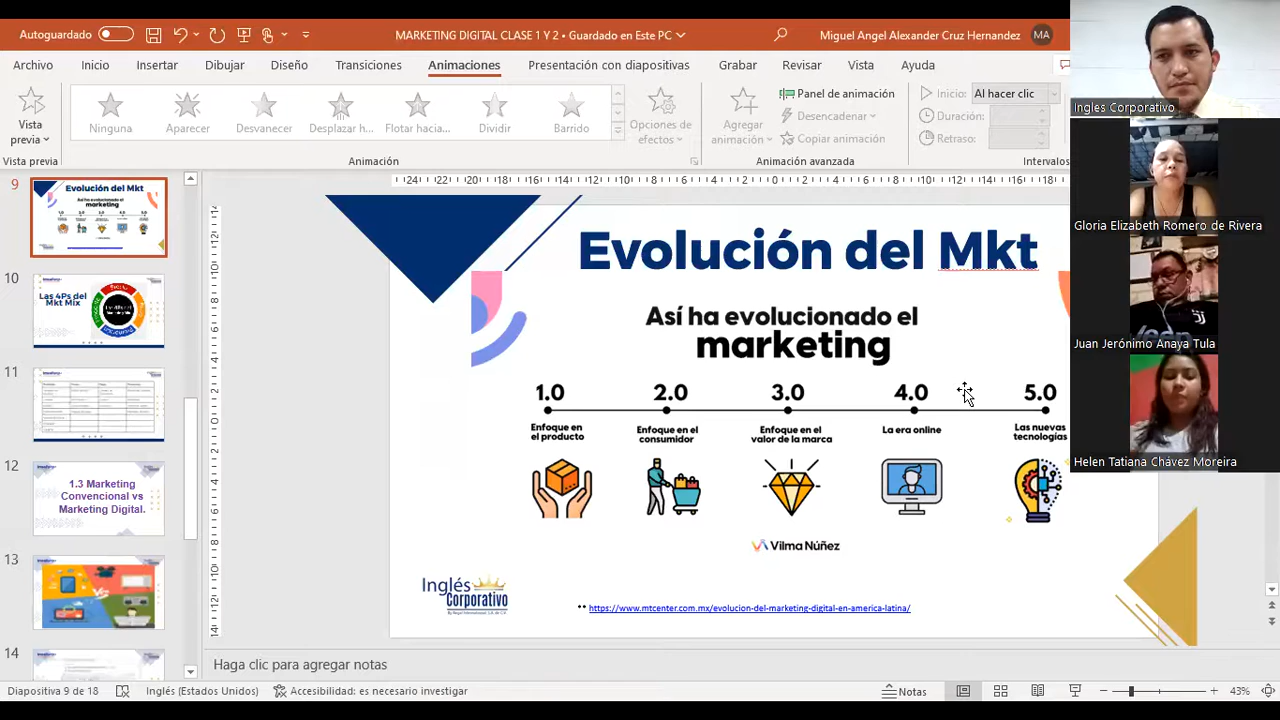 Autoguardado
MARKETING DIGITAL CLASE 1 Y 2 • Guardado en Este PC
Miguel Angel Alexander Cruz Hernandez
MA
Archivo
Inicio
Insertar
Dibujar
Diseño
Transiciones
Animaciones
Presentación con diapositivas
Grabar
Revisar
Vista
Ayuda
Vista previa
Ninguna
Aparecer
Desvanecer
Desplazar h...
Flotar hacia...
Dividir
Barrido
Opciones de efectos
Agregar animación
Panel de animación
Desencadenar
Copiar animación
Inicio:
Al hacer clic
Duración:
Retraso:
Vista previa
Animación
Animación avanzada
Intervalos
Ingles Corporativo
Gloria Elizabeth Romero de Rivera
Juan Jerónimo Anaya Tula
Helen Tatiana Chávez Moreira
9
Evolución del Mkt
Así ha evolucionado el
marketing
10
Las 4Ps del
Mkt Mix
11
12
1.3 Marketing
Convencional vs
Marketing Digital.
13
14
Evolución del Mkt
Así ha evolucionado el
marketing
1.0
2.0
3.0
4.0
5.0
Enfoque en
el producto
Enfoque en el
consumidor
Enfoque en el
valor de la marca
La era online
Las nuevas
tecnologías
Vilma Núñez
Inglés
Corporativo
https://www.mtcenter.com.mx/evolucion-del-marketing-digital-en-america-latina/
Haga clic para agregar notas
Diapositiva 9 de 18
Inglés (Estados Unidos)
Accesibilidad: es necesario investigar
Notas
43%